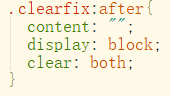 .clearfix:after{
  content: "";
  display: block;
  clear: both;
}